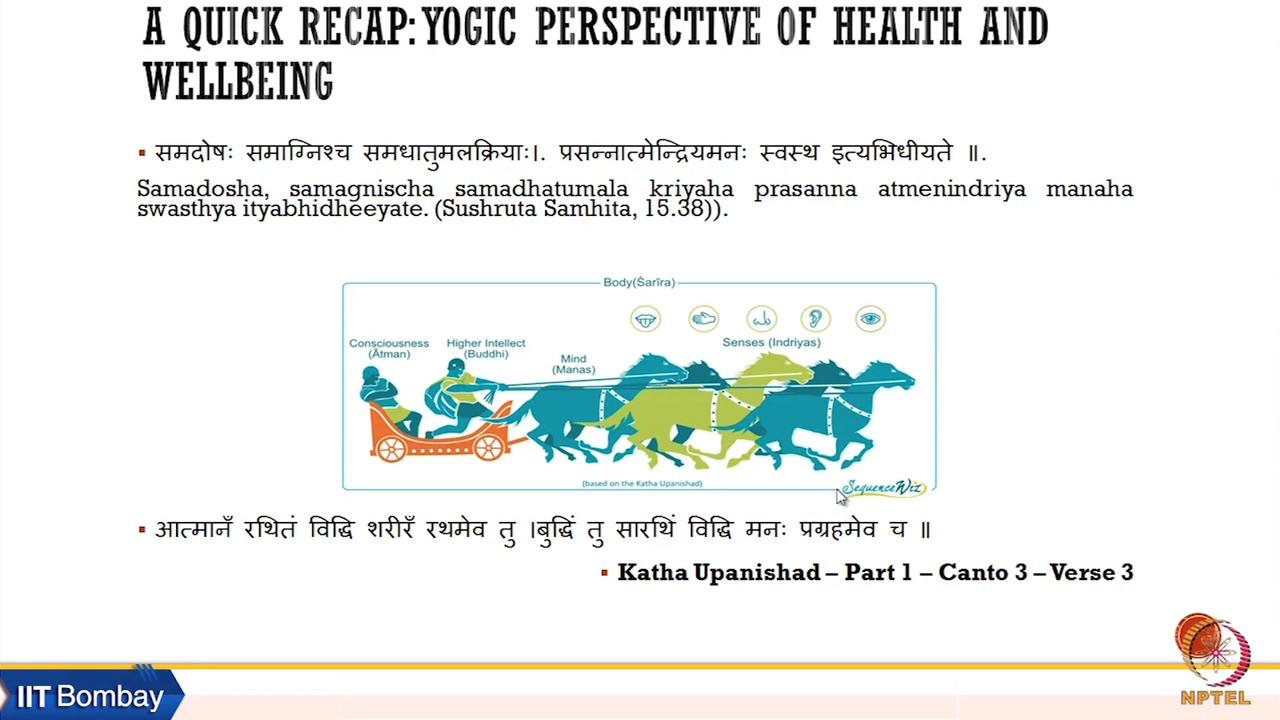 A QUICK RECAP: YOGIC PERSPECTIVE OF HEALTH AND
WELLBEING
▪ समदोषः समाग्निश्च समधातुमलक्रियाः।. प्रसन्नात्मेन्द्रियमनः स्वस्थ इत्यभिधीयते ॥.
Samadosha, samagnischa samadhatumala kriyaha prasanna atmenindriya manaha
swasthya ityabhidheeyate. (Sushruta Samhita, 15.38)).
Body(Śarīra)
Consciousness
(Ātman)
Higher Intellect
(Buddhi)
Mind
(Manas)
Senses (Indriyas)
(based on the Katha Upanishad)
SequenceWiz
▪ आत्मानँ रथितं विद्धि शरीरँ रथमेव तु ।बुद्धिं तु सारथिं विद्धि मनः प्रग्रहमेव च ॥
▪ Katha Upanishad – Part 1 – Canto 3 – Verse 3
IIT Bombay
NPTEL